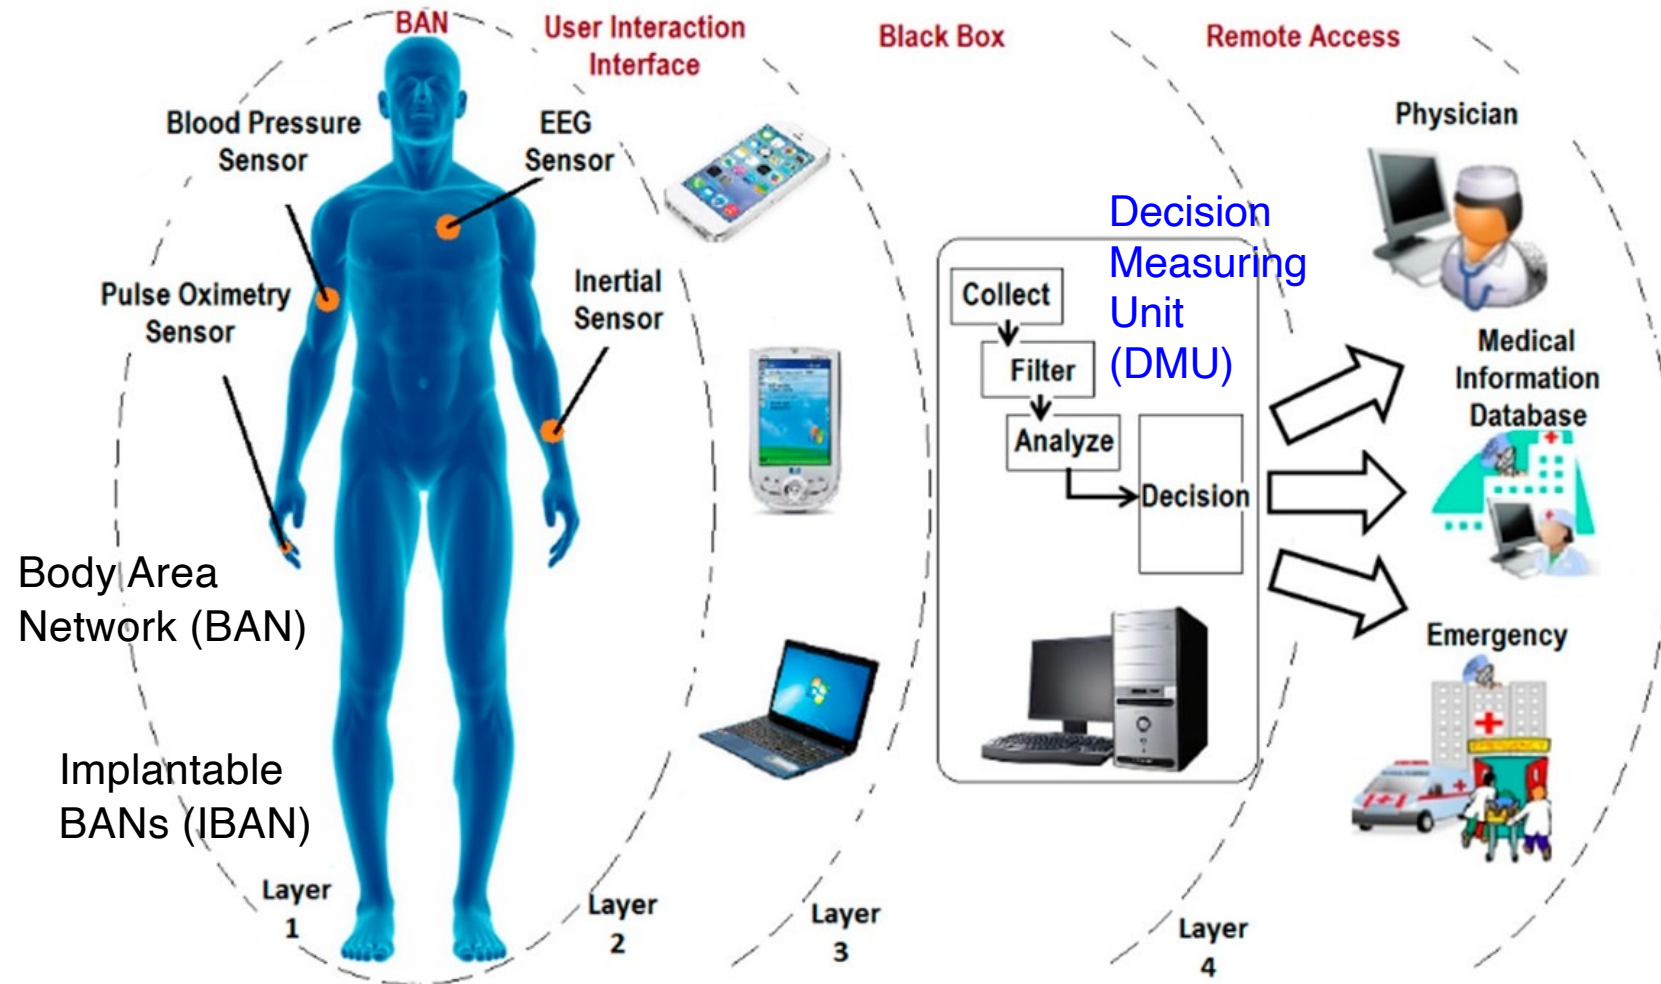 BAN
User Interaction
Interface
Black Box
Remote Access
Blood Pressure
Sensor
EEG
Sensor
Pulse Oximetry
Sensor
Inertial
Sensor
Body Area
Network (BAN)
Implantable
BANs (IBAN)
Decision
Measuring
Unit
(DMU)
Collect
Filter
Analyze
Decision
Physician
Medical
Information
Database
Emergency
Layer
1
Layer
2
Layer
3
Layer
4